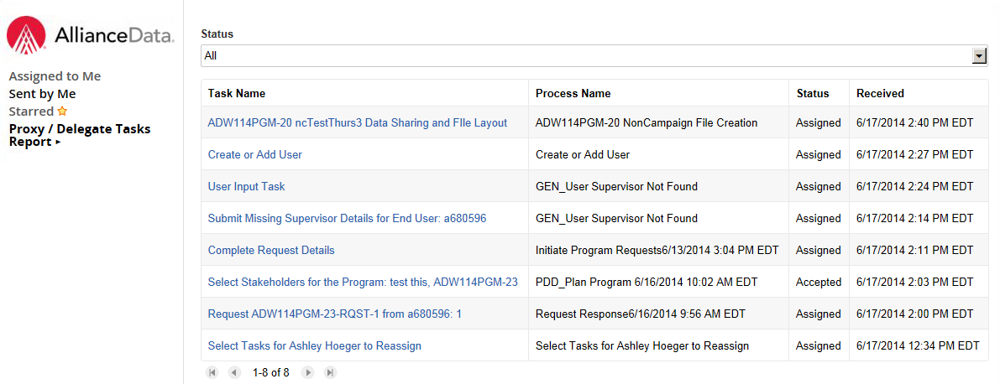 AllianceData.
Assigned to Me
Sent by Me
Starred
Proxy / Delegate Tasks
Report
Status
All
Task Name Process Name Status Received
ADW114PGM-20 ncTestThurs3 Data Sharing and FIle Layout ADW114PGM-20 NonCampaign File Creation Assigned 6/17/2014 2:40 PM EDT
Create or Add User Create or Add User Assigned 6/17/2014 2:27 PM EDT
User Input Task GEN_User Supervisor Not Found Assigned 6/17/2014 2:24 PM EDT
Submit Missing Supervisor Details for End User: a680596 GEN_User Supervisor Not Found Assigned 6/17/2014 2:14 PM EDT
Complete Request Details Initiate Program Requests6/13/2014 3:04 PM EDT Assigned 6/17/2014 2:11 PM EDT
Select Stakeholders for the Program: test this, ADW114PGM-23 PDD_Plan Program 6/16/2014 10:02 AM EDT Accepted 6/17/2014 2:03 PM EDT
Request ADW114PGM-23-RQST-1 from a680596: 1 Request Response6/16/2014 9:56 AM EDT Assigned 6/17/2014 2:00 PM EDT
Select Tasks for Ashley Hoeger to Reassign Select Tasks for Ashley Hoeger to Reassign Assigned 6/17/2014 12:34 PM EDT
1-8 of 8